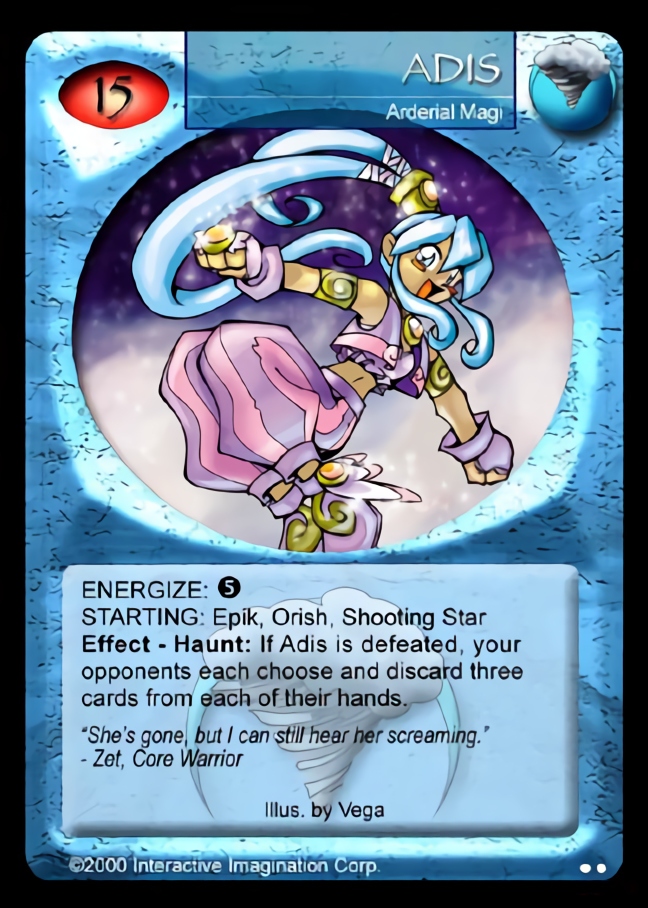 15
ADIS
Arderial Magi
ENERGIZE: 5
STARTING: Epik, Orish, Shooting Star
Effect - Haunt: If Adis is defeated, your
opponents each choose and discard three
cards from each of their hands.
"She's gone, but I can still hear her screaming."
- Zet, Core Warrior
Illus. by Vega
©2000 Interactive Imagination Corp.